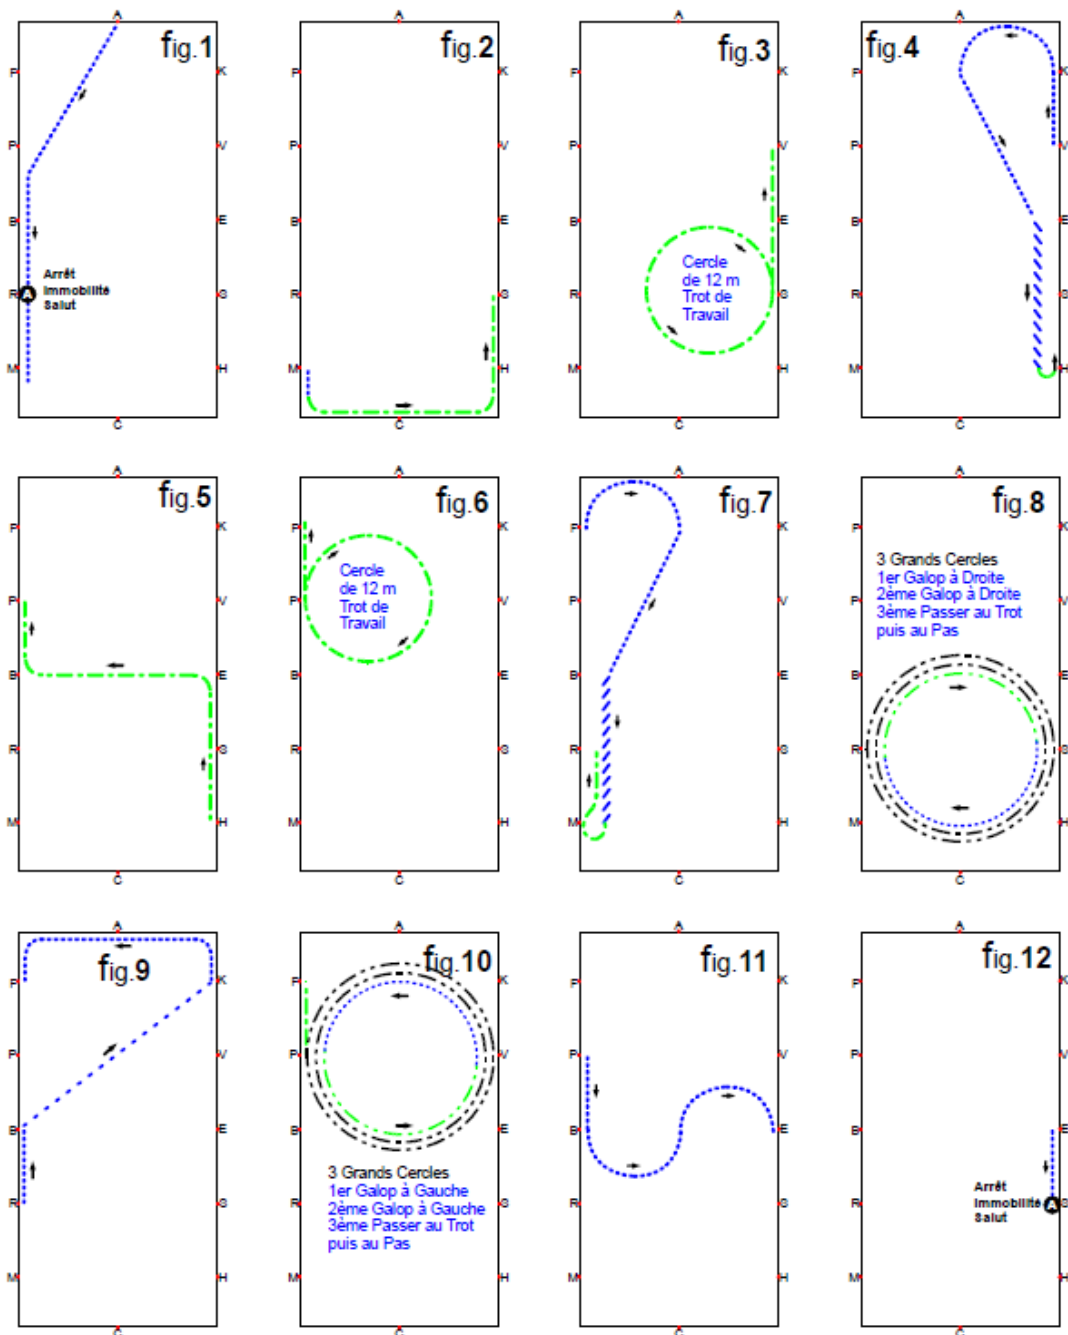 A
fig.1
F K
P V
B E
Arrêt
Immobilité
Salut
R A S
M H
C
A
fig.2
F K
P V
B E
R S
M H
C
A
fig.3
F K
P V
B E
Cercle
de 12 m
Trot de
Travail
R S
M H
C
A
fig.4
F K
P V
B E
R S
M H
C
A
fig.5
F K
P V
B E
R S
M H
C
A
fig.6
F K
Cercle
de 12 m
Trot de
Travail
P V
B E
R S
M H
C
A
fig.7
F K
P V
B E
R S
M H
C
A
fig.8
F K
3 Grands Cercles
1er Galop à Droite
2ème Galop à Droite
3ème Passer au Trot
puis au Pas
P V
B E
R S
M H
C
A
fig.9
F K
P V
B E
R S
M H
C
A
fig.10
F K
P V
B E
3 Grands Cercles
1er Galop à Gauche
2ème Galop à Gauche
3ème Passer au Trot
puis au Pas
R S
M H
C
A
fig.11
F K
P V
B E
R S
M H
C
A
fig.12
F K
P V
B E
Arrêt
Immobilité
Salut
R A S
M H
C